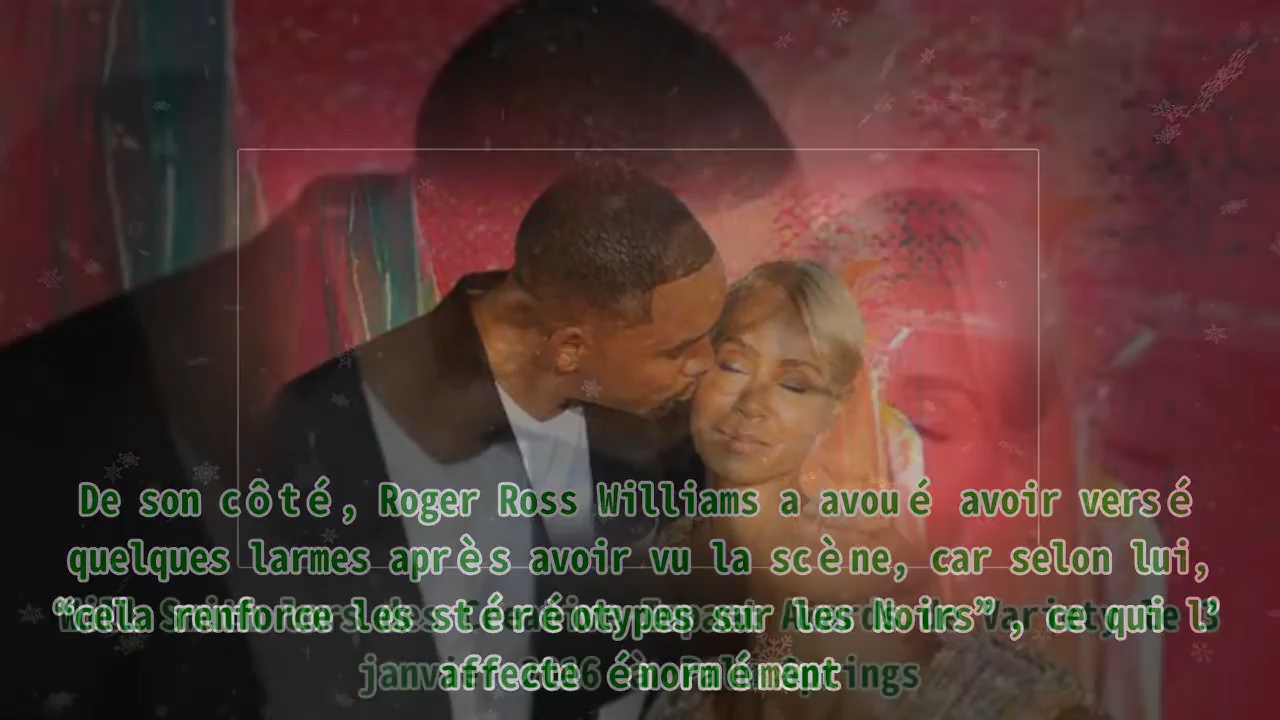 De son côté, Roger Ross Williams a avoué avoir versé
quelques larmes après avoir vu la scène, car selon lui,
“cela renforce les stéréotypes sur les Noirs”, ce qui l’
affecte énormément